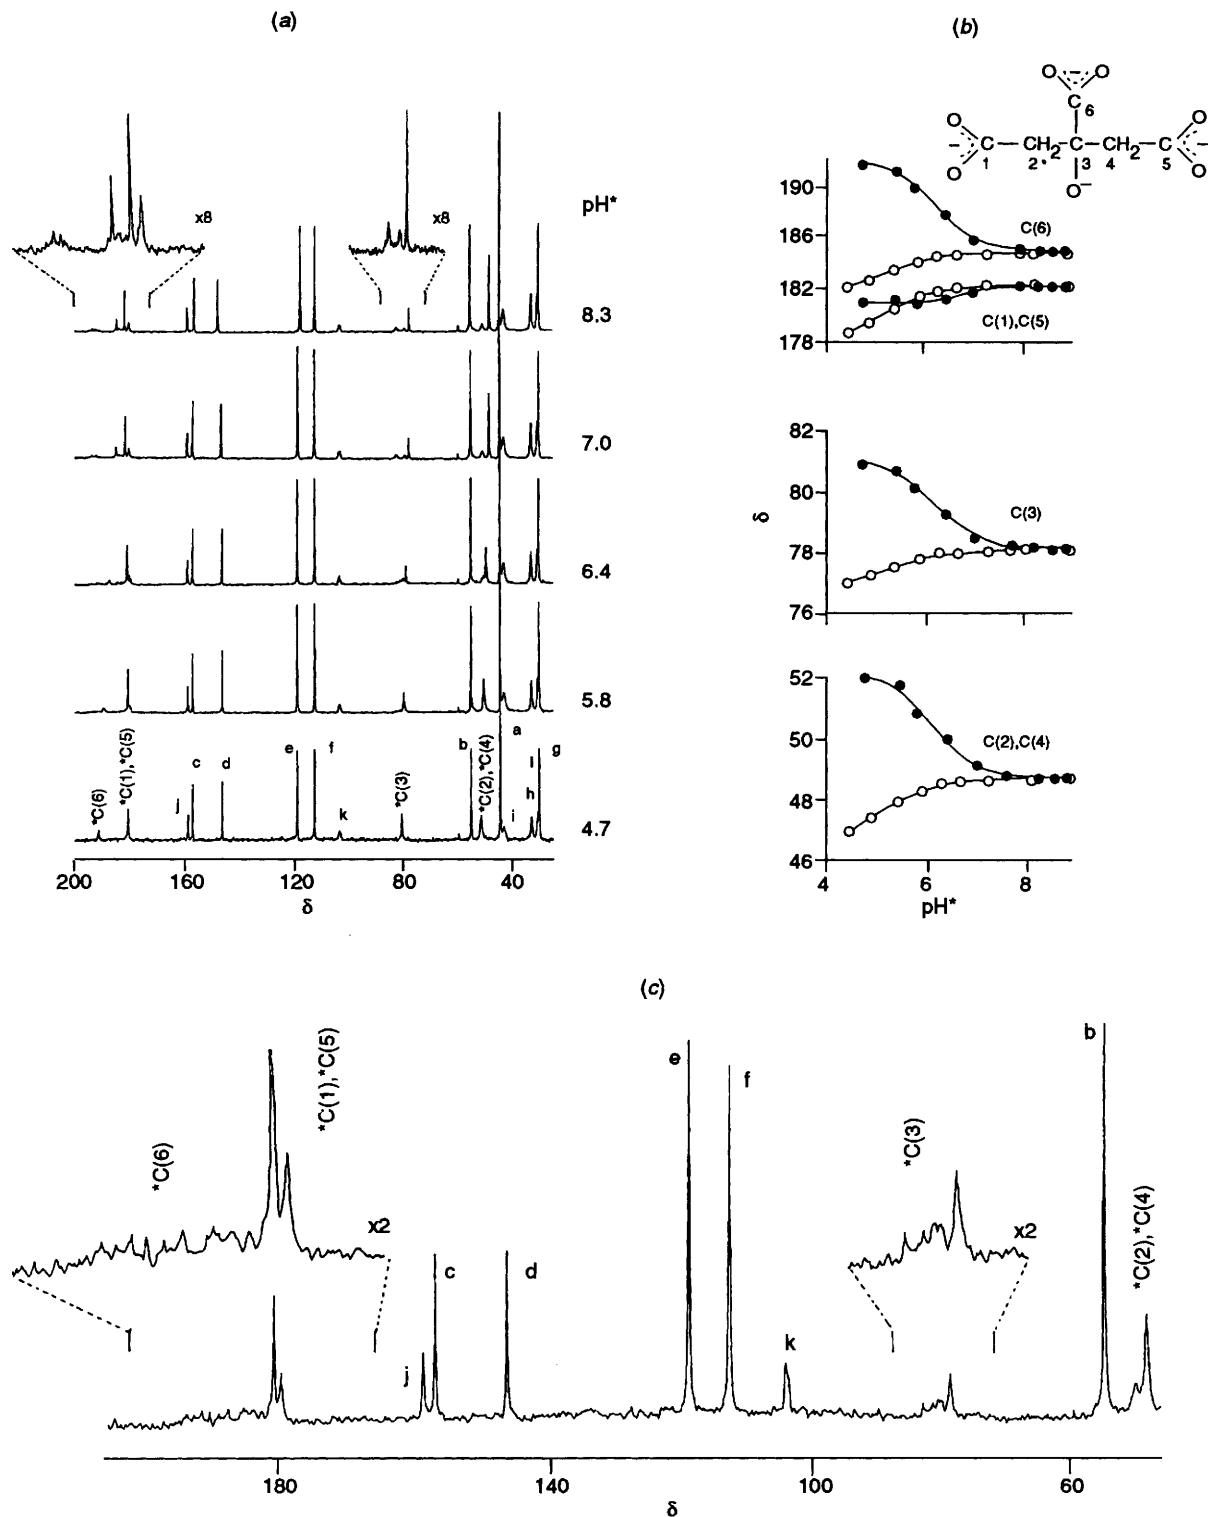 (a)
pH*
x8
x8
8.3
7.0
6.4
5.8
4.7
*C(6)
*C(1),*C(5)
j
c
d
e
f
k
*C(3)
b
*C(2),*C(4)
a
i
l
h
g
200
160
120
80
40
δ
(b)
O O
C
6
O O
C CH2 C CH2 C
1 2 3 4 5
O O− O
190
186
182
178
C(6)
C(1),C(5)
82
80
78
76
δ
C(3)
52
50
48
46
C(2),C(4)
4
6
8
pH*
(c)
*C(6)
*C(1),*C(5)
x2
j
c
d
e
f
k
*C(3)
x2
b
*C(2),*C(4)
180
140
100
60
δ